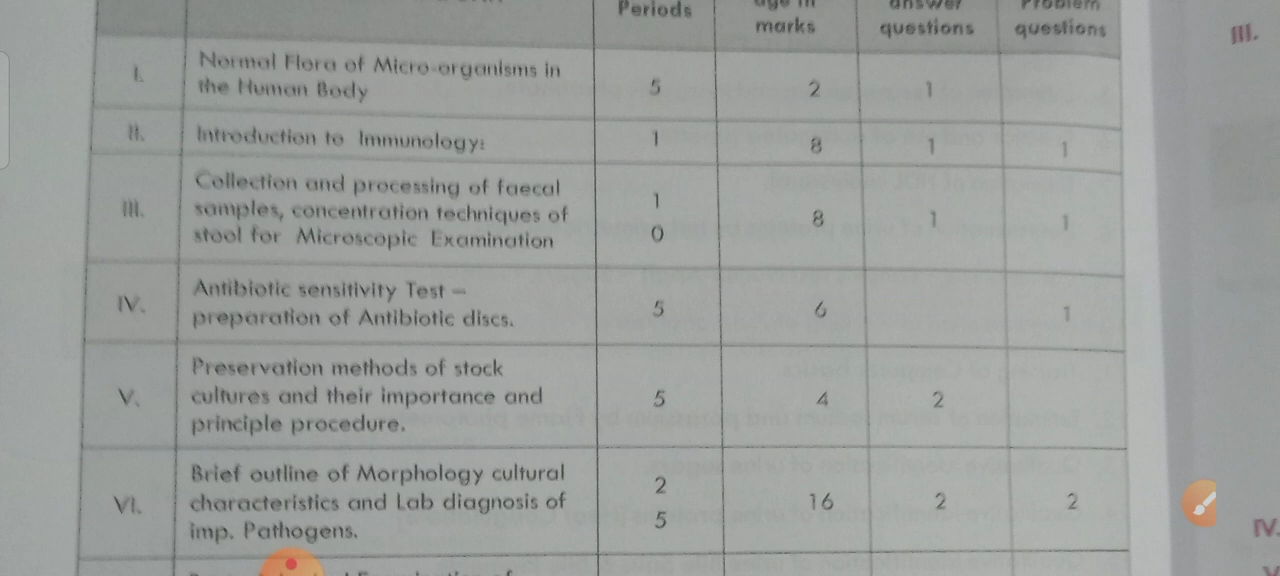 Periods
marks
answer
questions
Problem
questions
III.
I.
Normal Flora of Micro-organisms in
the Human Body
5
2
1
II.
Introduction to Immunology:
1
8
1
1
III.
Collection and processing of faecal
samples, concentration techniques of
stool for Microscopic Examination
1
0
8
1
1
IV.
Antibiotic sensitivity Test –
preparation of Antibiotic discs.
5
6
1
V.
Preservation methods of stock
cultures and their importance and
principle procedure.
5
4
2
VI.
Brief outline of Morphology cultural
characteristics and Lab diagnosis of
imp. Pathogens.
2
5
16
2
2
IV.